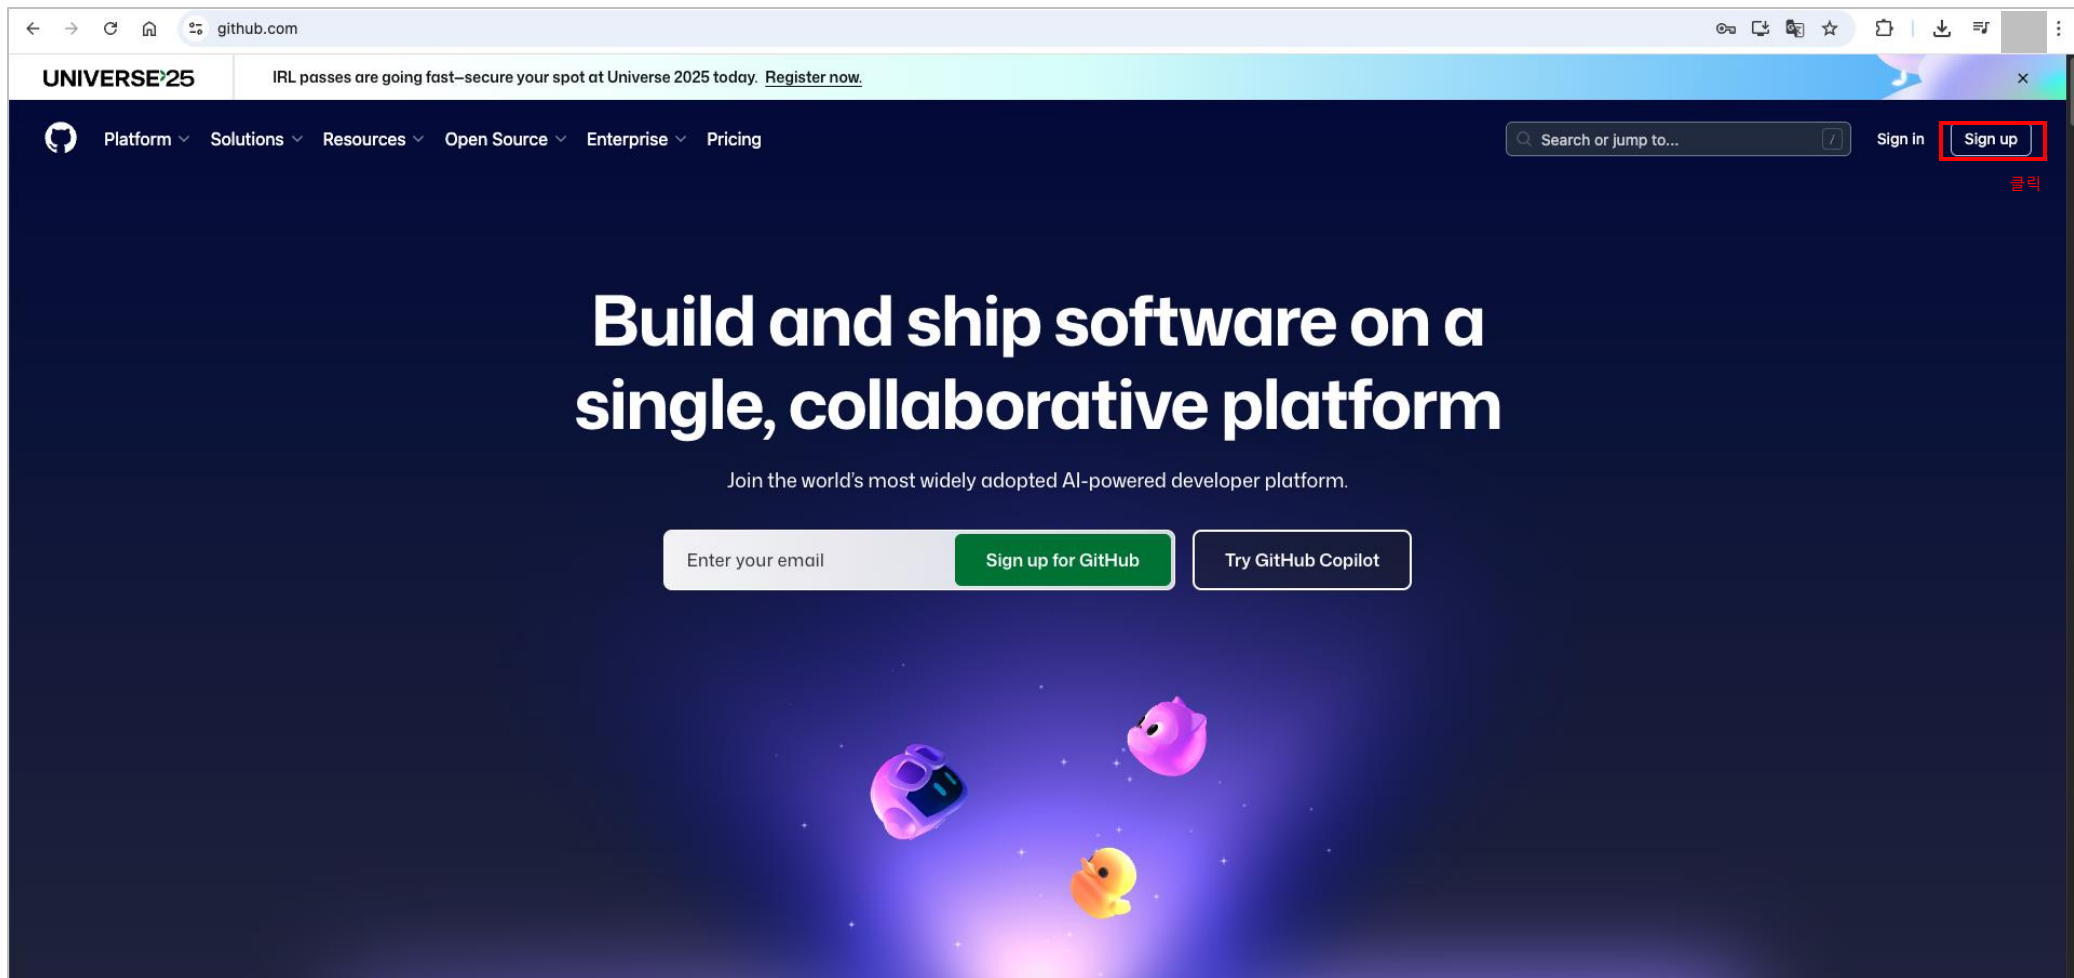 github.com
UNIVERSE'25 IRL passes are going fast—secure your spot at Universe 2025 today. Register now.
Platform Solutions Resources Open Source Enterprise Pricing Search or jump to... / Sign in Sign up
클릭
Build and ship software on a
single, collaborative platform
Join the world's most widely adopted AI-powered developer platform.
Enter your email Sign up for GitHub Try GitHub Copilot